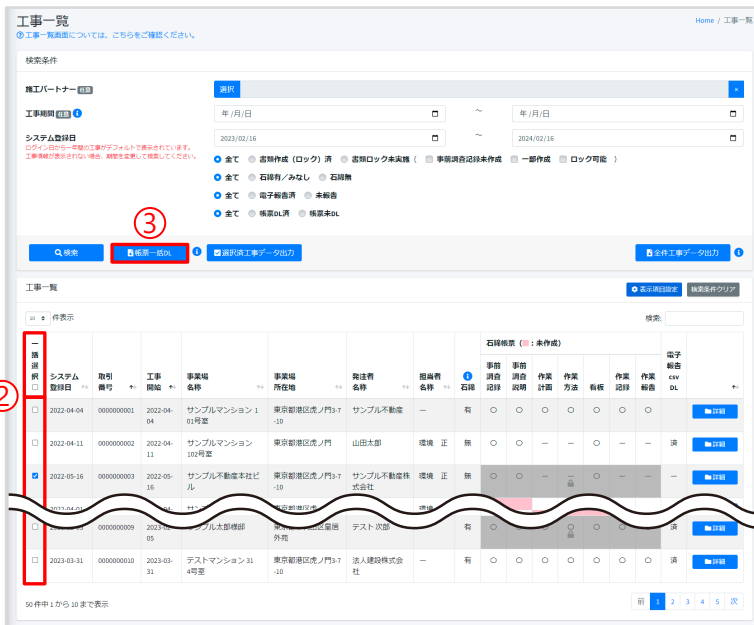 工事一覧
Home / 工事一覧
工事一覧画面については、こちらをご確認ください。
検索条件
施工パートナー 任意
選択
×
工事期間 任意
年 /月/日 ～ 年 /月/日
システム登録日
ログイン日から一年間の工事がデフォルトで表示されています。
工事情報が表示されない場合、期間を変更して検索してください。
2023/02/16 ～ 2024/02/16
全て 書類作成（ロック）済 書類ロック未実施（ 事前調査記録未作成 一部作成 ロック可能 ）
全て 石綿有／みなし 石綿無
全て 電子報告済 未報告
全て 帳票DL済 帳票未DL
③
検索 帳票一括DL 選択済工事データ出力 全件工事データ出力
工事一覧
表示項目設定 検索条件クリア
10 件表示
検索:
石綿帳票（ ：未作成）
一括選択 システム登録日 取引番号 工事開始 事業場名称 事業場所在地 発注者名称 担当者名称 石綿 事前調査記録 事前調査説明 作業計画 作業方法 看板 作業記録 作業報告 電子報告csvDL
②
2022-04-04 0000000001 2022-04-04 サンプルマンション 101号室 東京都港区虎ノ門3-7-10 サンプル不動産 ー 有 〇 〇 〇 〇 〇 〇 〇 詳細
2022-04-11 0000000002 2022-04-11 サンプルマンション 102号室 東京都港区虎ノ門 山田太郎 環境 正 無 〇 〇 ー ー 〇 ー ー 済 詳細
2022-05-16 0000000003 2022-05-16 サンプル不動産本社ビル 東京都港区虎ノ門3-7-10 サンプル不動産株式会社 環境 正 無 〇 〇 ー ー 〇 ー ー ー 詳細
0000000009 2023-02-05 テスト 次郎 有 〇 〇 〇 〇 〇 〇 〇 済 詳細
2023-03-31 0000000010 2023-03-31 テストマンション 314号室 東京都港区虎ノ門3-7-10 法人建設株式会社 ー 有 〇 〇 〇 〇 〇 〇 〇 済 詳細
50 件中 1 から 10 まで表示
前 1 2 3 4 5 次